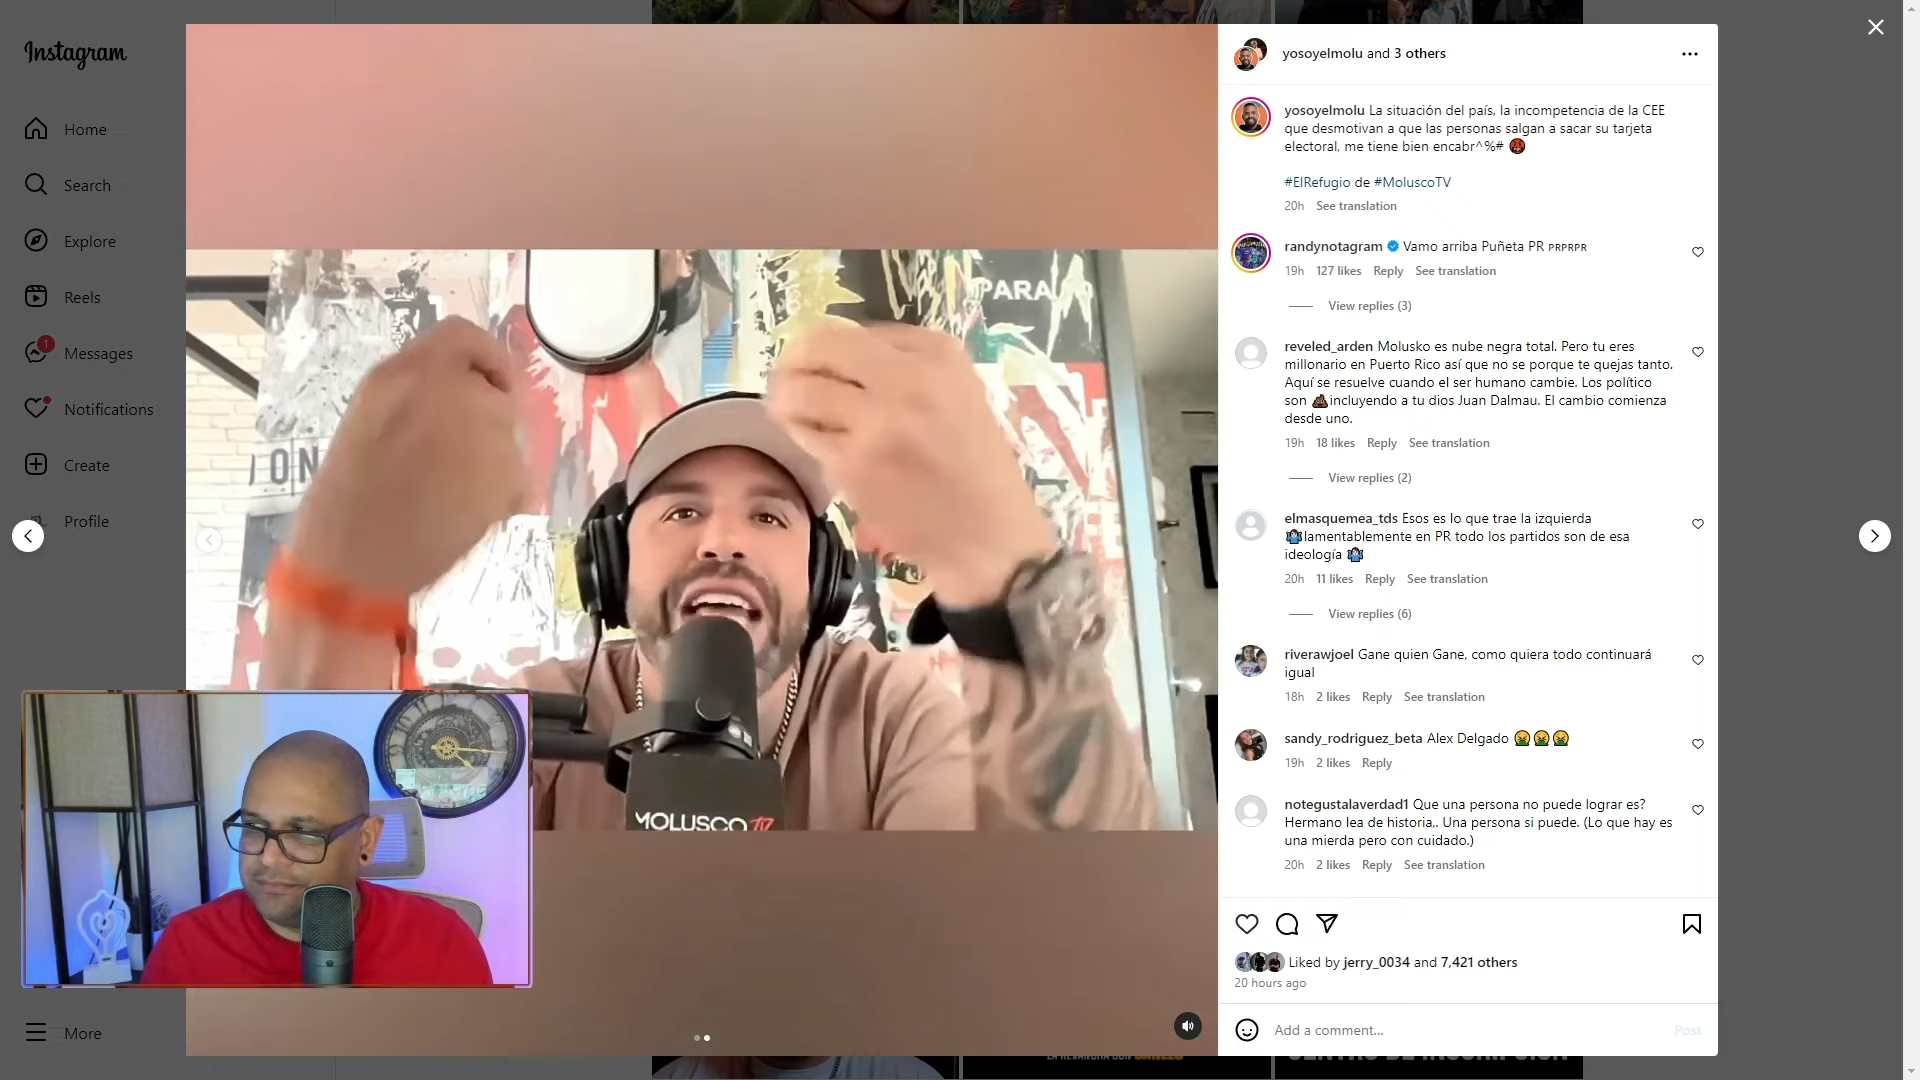 Instagram
Home
Search
Explore
Reels
1
Messages
Notifications
Create
Profile
More
PARA
ION
MOLUSCO TV
yosoyelmolu and 3 others
yosoyelmolu La situación del país, la incompetencia de la CEE
que desmotivan a que las personas salgan a sacar su tarjeta
electoral, me tiene bien encabr^%# 🤬
#ElRefugio de #MoluscoTV
20h See translation
randynotagram Vamo arriba Puñeta PR PRPRPR
19h 127 likes Reply See translation
View replies (3)
reveled_arden Molusko es nube negra total. Pero tu eres
millonario en Puerto Rico así que no se porque te quejas tanto.
Aquí se resuelve cuando el ser humano cambie. Los político
son 💩incluyendo a tu dios Juan Dalmau. El cambio comienza
desde uno.
19h 18 likes Reply See translation
View replies (2)
elmasquemea_tds Esos es lo que trae la izquierda
🤷🏻‍♂️lamentablemente en PR todo los partidos son de esa
ideología 🤷🏻‍♂️
20h 11 likes Reply See translation
View replies (6)
riverawjoel Gane quien Gane, como quiera todo continuará
igual
18h 2 likes Reply See translation
sandy_rodriguez_beta Alex Delgado 🤮🤮🤮
19h 2 likes Reply
notegustalaverdad1 Que una persona no puede lograr es?
Hermano lea de historia,. Una persona si puede. (Lo que hay es
una mierda pero con cuidado.)
20h 2 likes Reply See translation
Liked by jerry_0034 and 7,421 others
20 hours ago
Add a comment...
Post